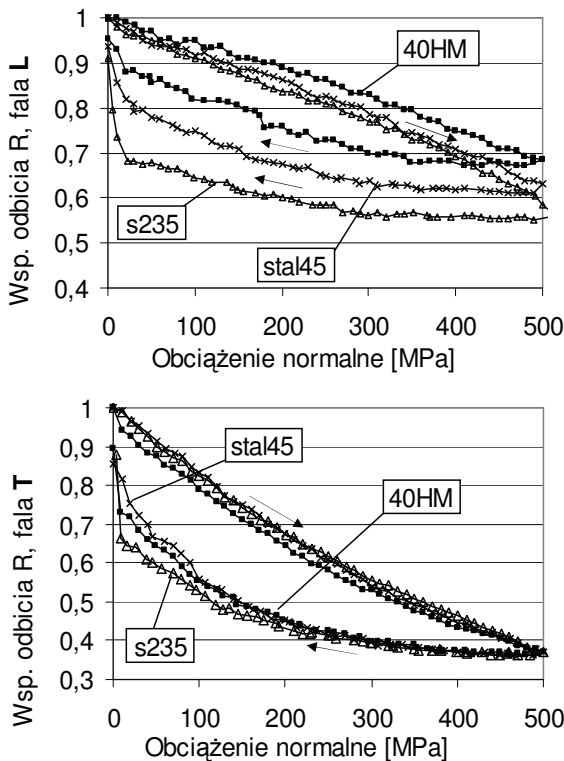 Wsp. odbicia R, fala L
1
0,9
0,8
0,7
0,6
0,5
0,4
40HM
s235
stal45
0 100 200 300 400 500
Obciążenie normalne [MPa]
Wsp. odbicia R, fala T
1
0,9
0,8
0,7
0,6
0,5
0,4
0,3
stal45
40HM
s235
0 100 200 300 400 500
Obciążenie normalne [MPa]